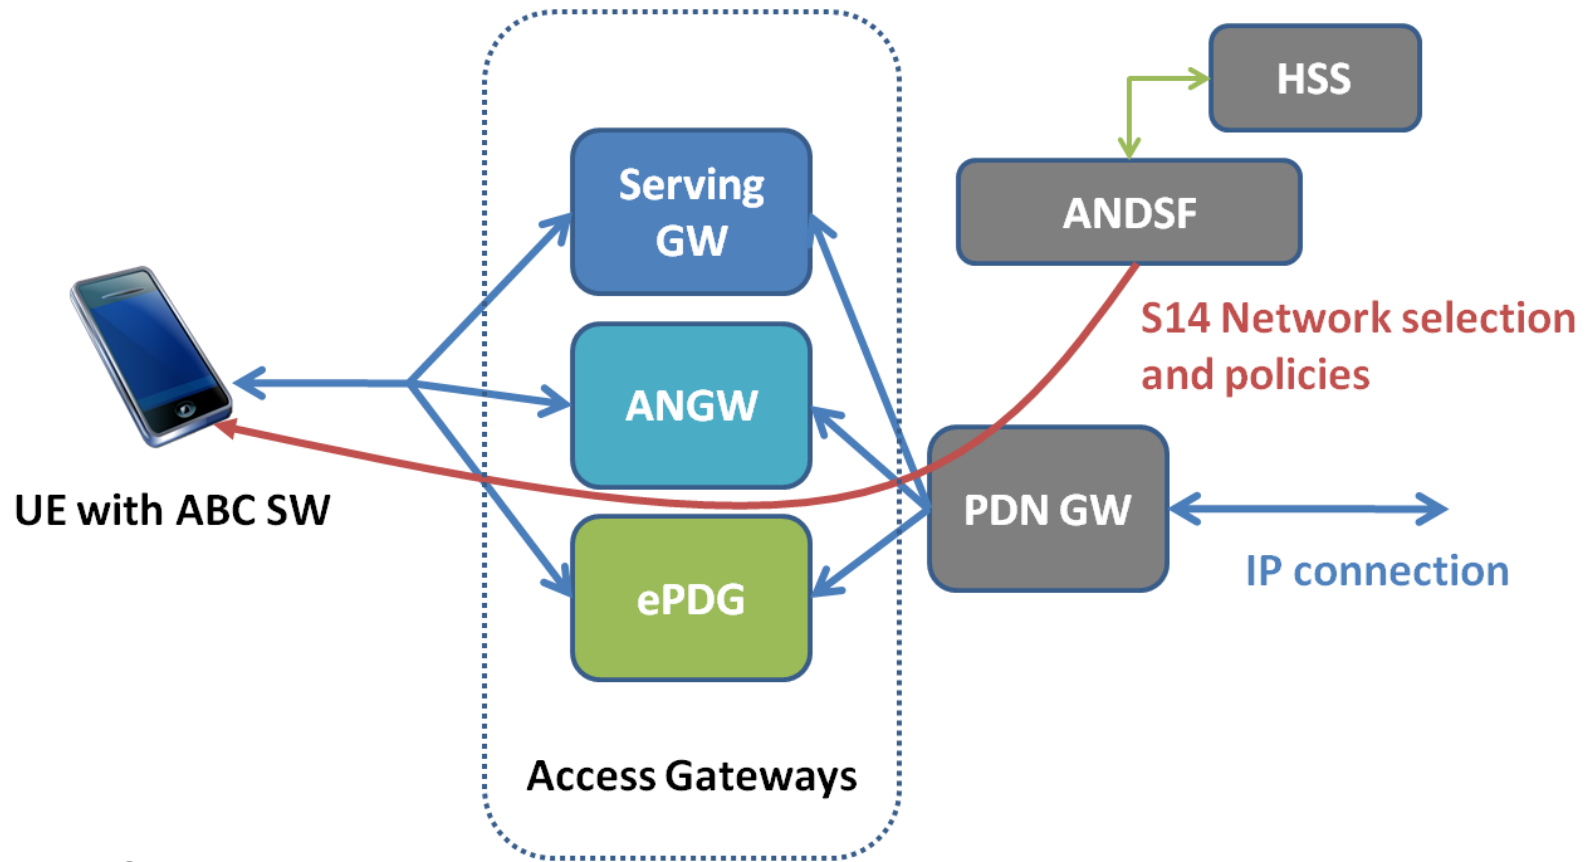 HSS
Serving
GW
ANDSF
S14 Network selection
and policies
ANGW
UE with ABC SW
PDN GW
IP connection
ePDG
Access Gateways